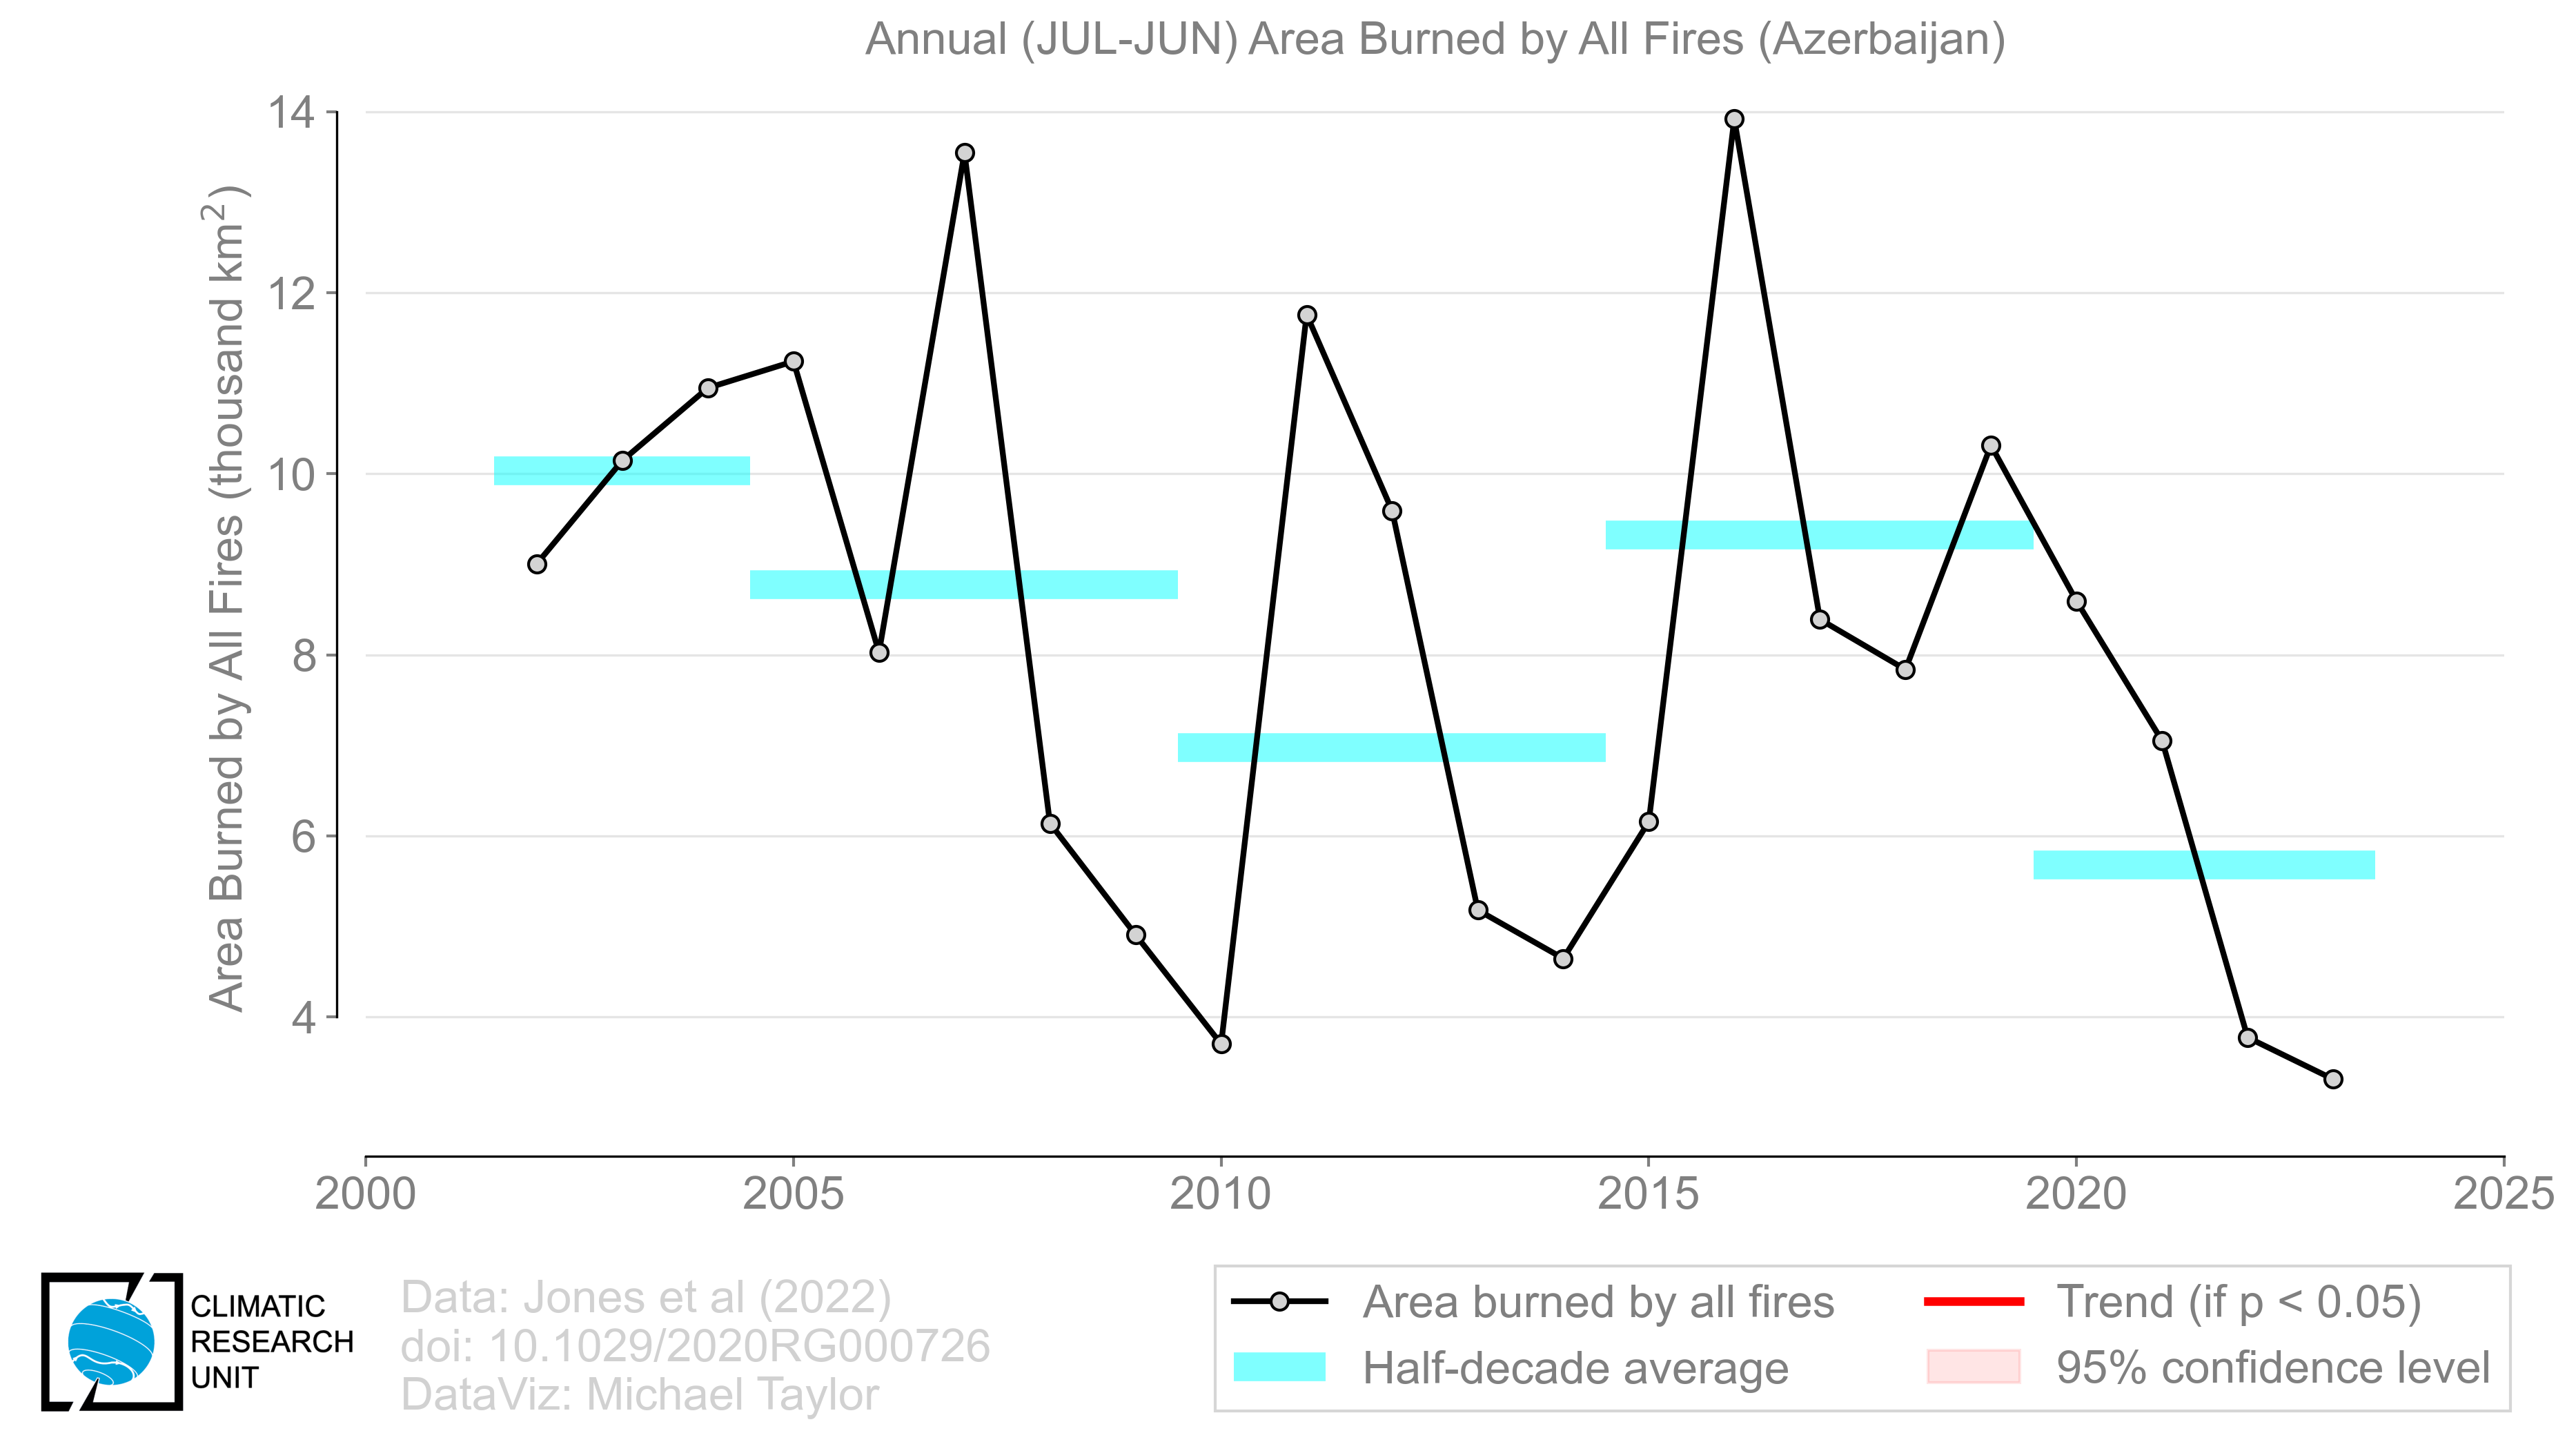 Annual (JUL-JUN) Area Burned by All Fires (Azerbaijan)
Area Burned by All Fires (thousand km²)
14
12
10
8
6
4
2000 2005 2010 2015 2020 2025
CLIMATIC
RESEARCH
UNIT
Data: Jones et al (2022)
doi: 10.1029/2020RG000726
DataViz: Michael Taylor
Area burned by all fires
Half-decade average
Trend (if p < 0.05)
95% confidence level